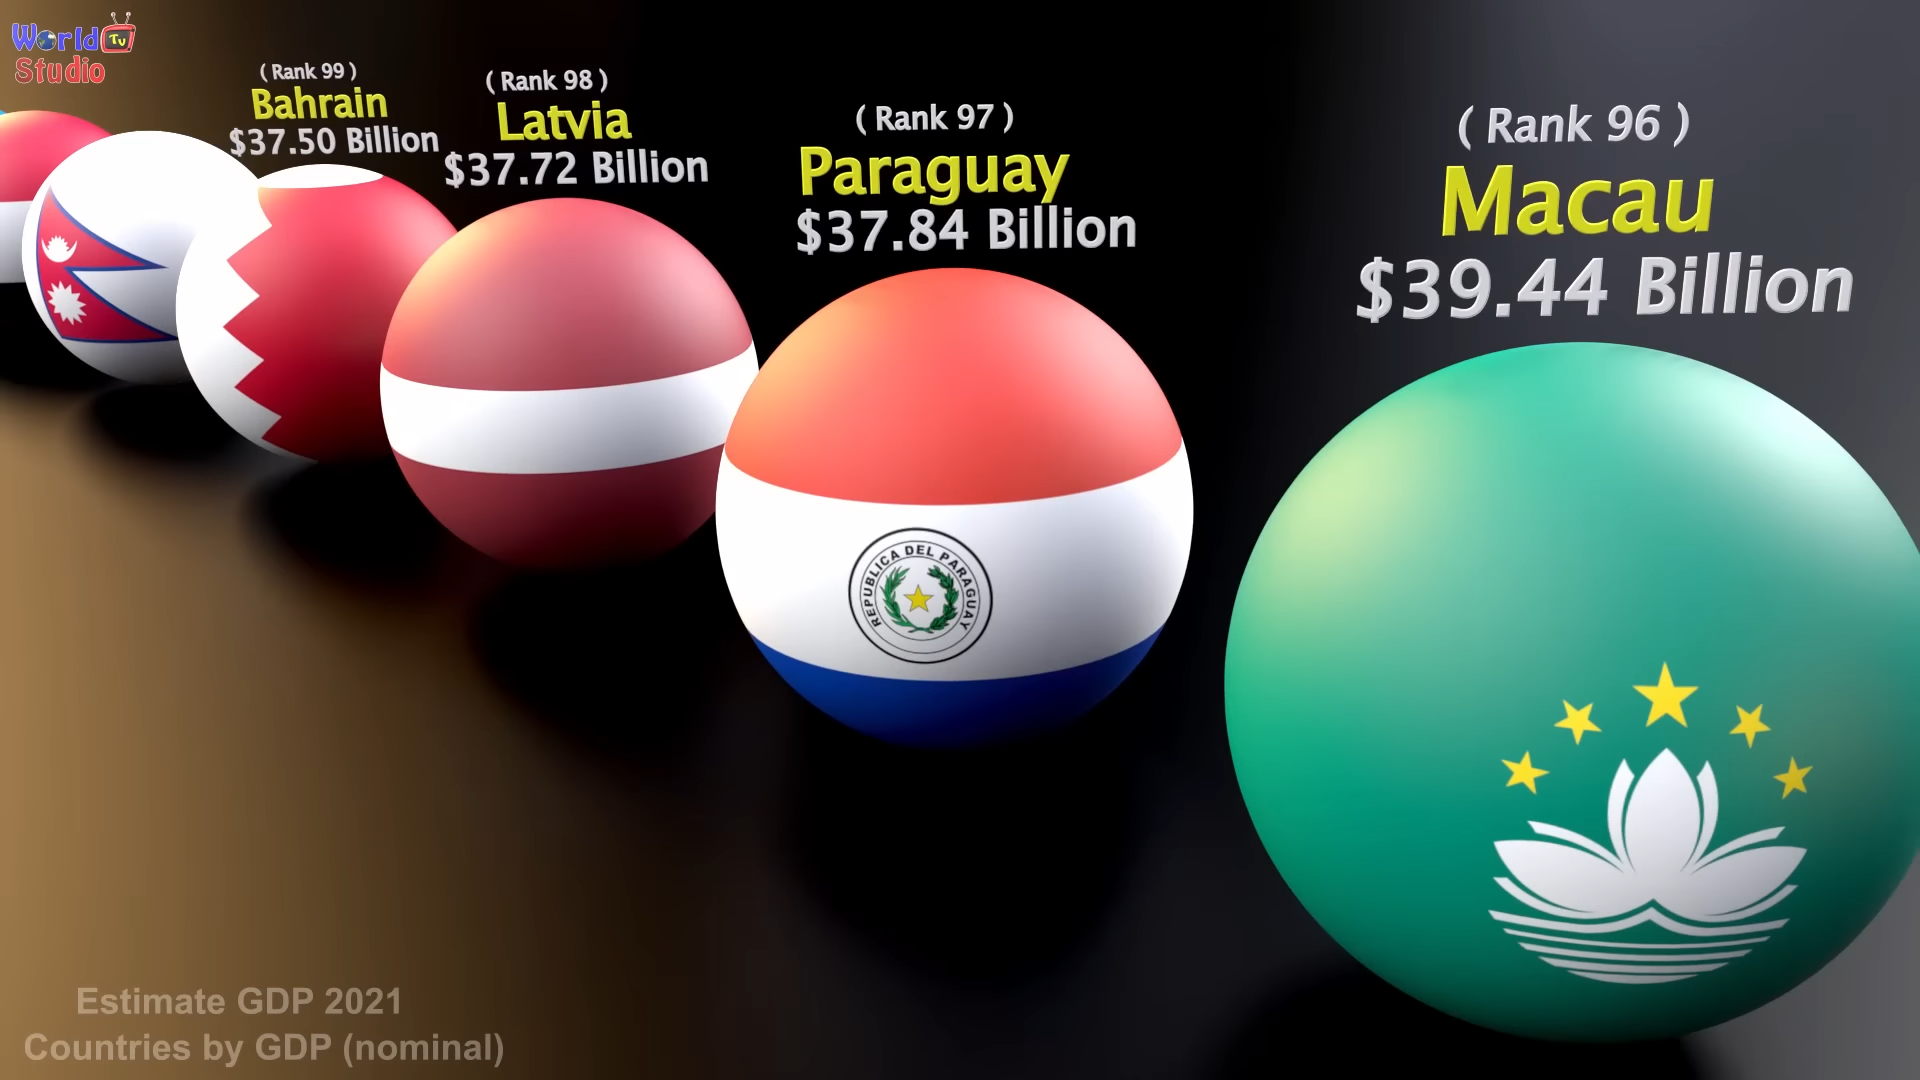 World Tv
Studio
( Rank 99 )
Bahrain
$37.50 Billion
( Rank 98 )
Latvia
$37.72 Billion
( Rank 97 )
Paraguay
$37.84 Billion
( Rank 96 )
Macau
$39.44 Billion
REPUBLICA DEL PARAGUAY
Estimate GDP 2021
Countries by GDP (nominal)